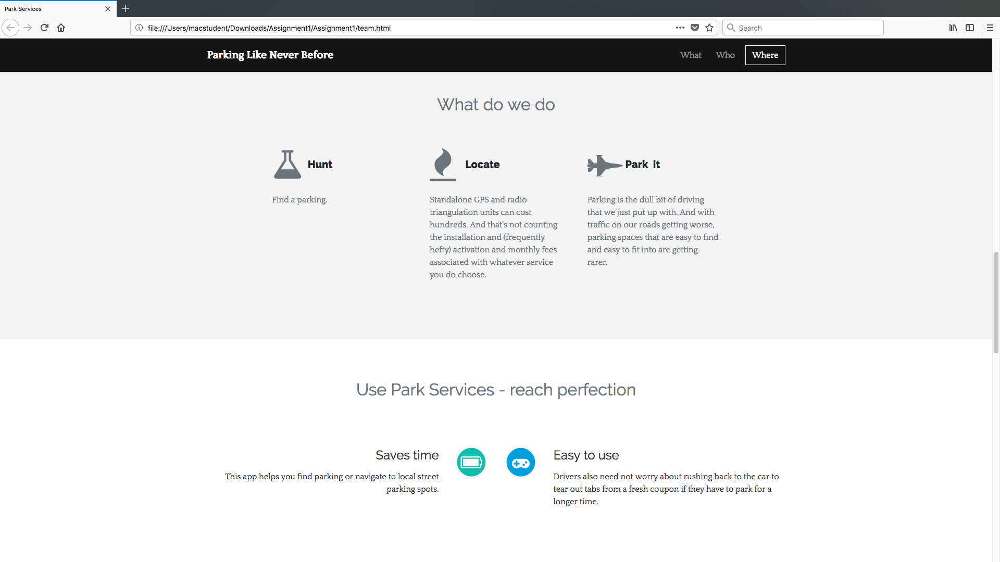 Park Services
file:///Users/macstudent/Downloads/Assignment1/Assignment1/team.html
Search
Parking Like Never Before
What
Who
Where
What do we do
Hunt
Find a parking.
Locate
Standalone GPS and radio
triangulation units can cost
hundreds. And that's not counting
the installation and (frequently
hefty) activation and monthly fees
associated with whatever service
you do choose.
Park it
Parking is the dull bit of driving
that we just put up with. And with
traffic on our roads getting worse,
parking spaces that are easy to find
and easy to fit into are getting
rarer.
Use Park Services - reach perfection
Saves time
This app helps you find parking or navigate to local street
parking spots.
Easy to use
Drivers also need not worry about rushing back to the car to
tear out tabs from a fresh coupon if they have to park for a
longer time.